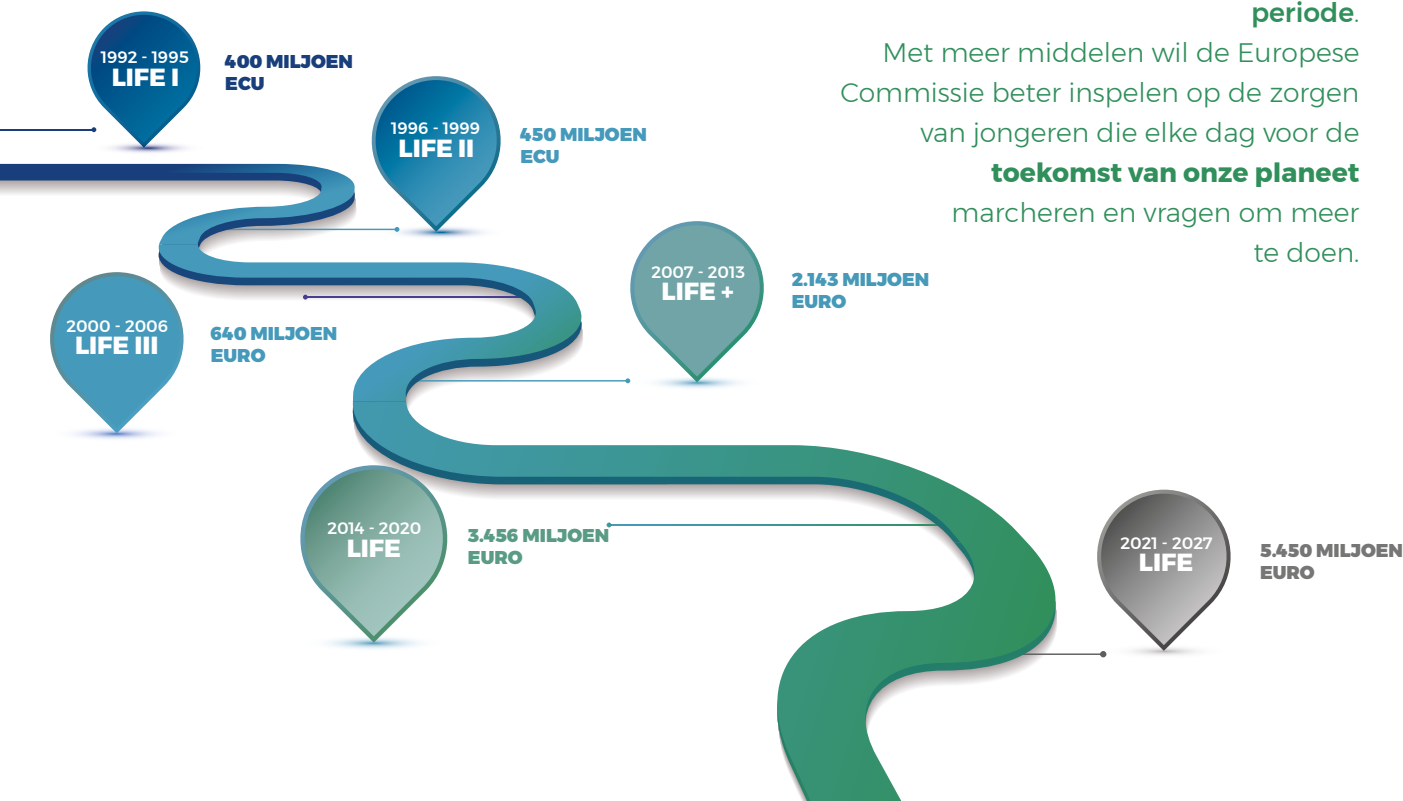 periode.
Met meer middelen wil de Europese
Commissie beter inspelen op de zorgen
van jongeren die elke dag voor de
toekomst van onze planeet
marcheren en vragen om meer
te doen.
1992 - 1995
LIFE I
400 MILJOEN
ECU
1996 - 1999
LIFE II
450 MILJOEN
ECU
2000 - 2006
LIFE III
640 MILJOEN
EURO
2007 - 2013
LIFE +
2.143 MILJOEN
EURO
2014 - 2020
LIFE
3.456 MILJOEN
EURO
2021 - 2027
LIFE
5.450 MILJOEN
EURO